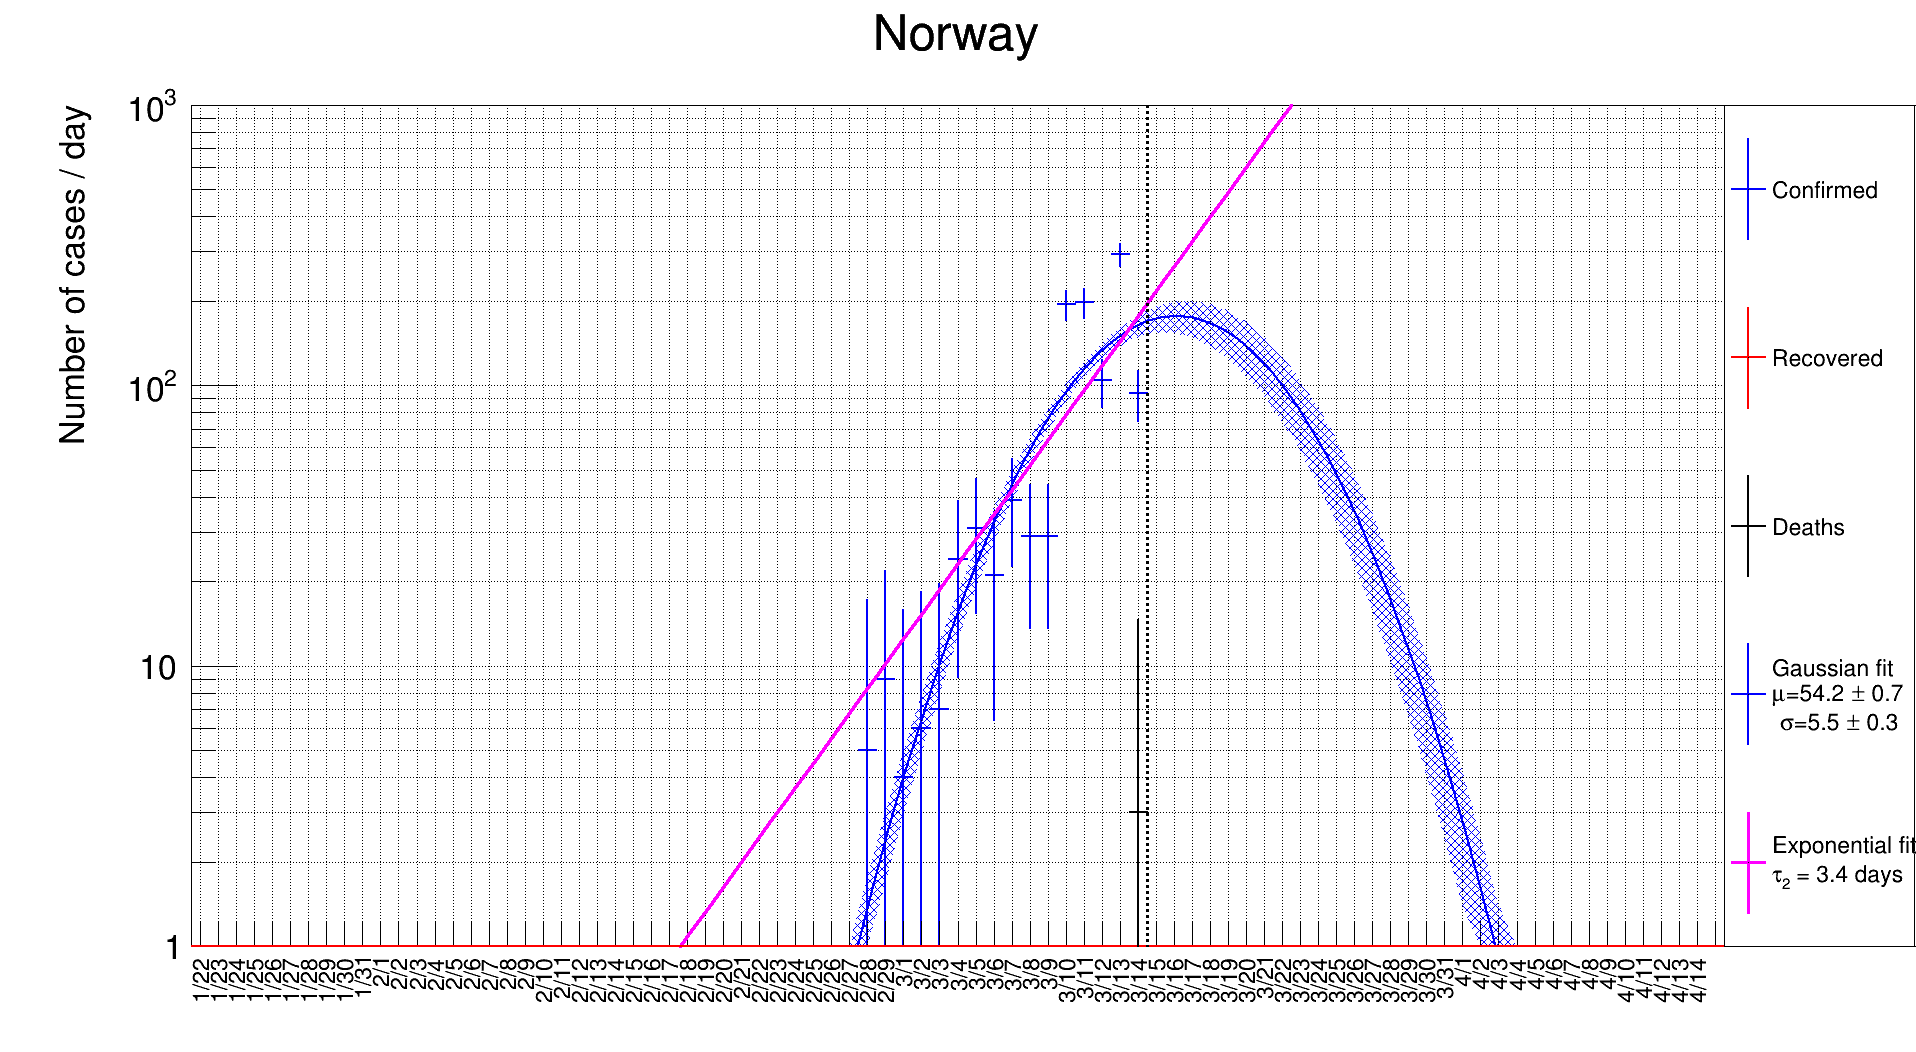 Norway
Number of cases / day
10³
10²
10
1
1/22 1/23 1/24 1/25 1/26 1/27 1/28 1/29 1/30 1/31 2/1 2/2 2/3 2/4 2/5 2/6 2/7 2/8 2/9 2/10 2/11 2/12 2/13 2/14 2/15 2/16 2/17 2/18 2/19 2/20 2/21 2/22 2/23 2/24 2/25 2/26 2/27 2/28 2/29 3/1 3/2 3/3 3/4 3/5 3/6 3/7 3/8 3/9 3/10 3/11 3/12 3/13 3/14 3/15 3/16 3/17 3/18 3/19 3/20 3/21 3/22 3/23 3/24 3/25 3/26 3/27 3/28 3/29 3/30 3/31 4/1 4/2 4/3 4/4 4/5 4/6 4/7 4/8 4/9 4/10 4/11 4/12 4/13 4/14
Confirmed
Recovered
Deaths
Gaussian fit
μ=54.2 ± 0.7
σ=5.5 ± 0.3
Exponential fit
τ₂ = 3.4 days